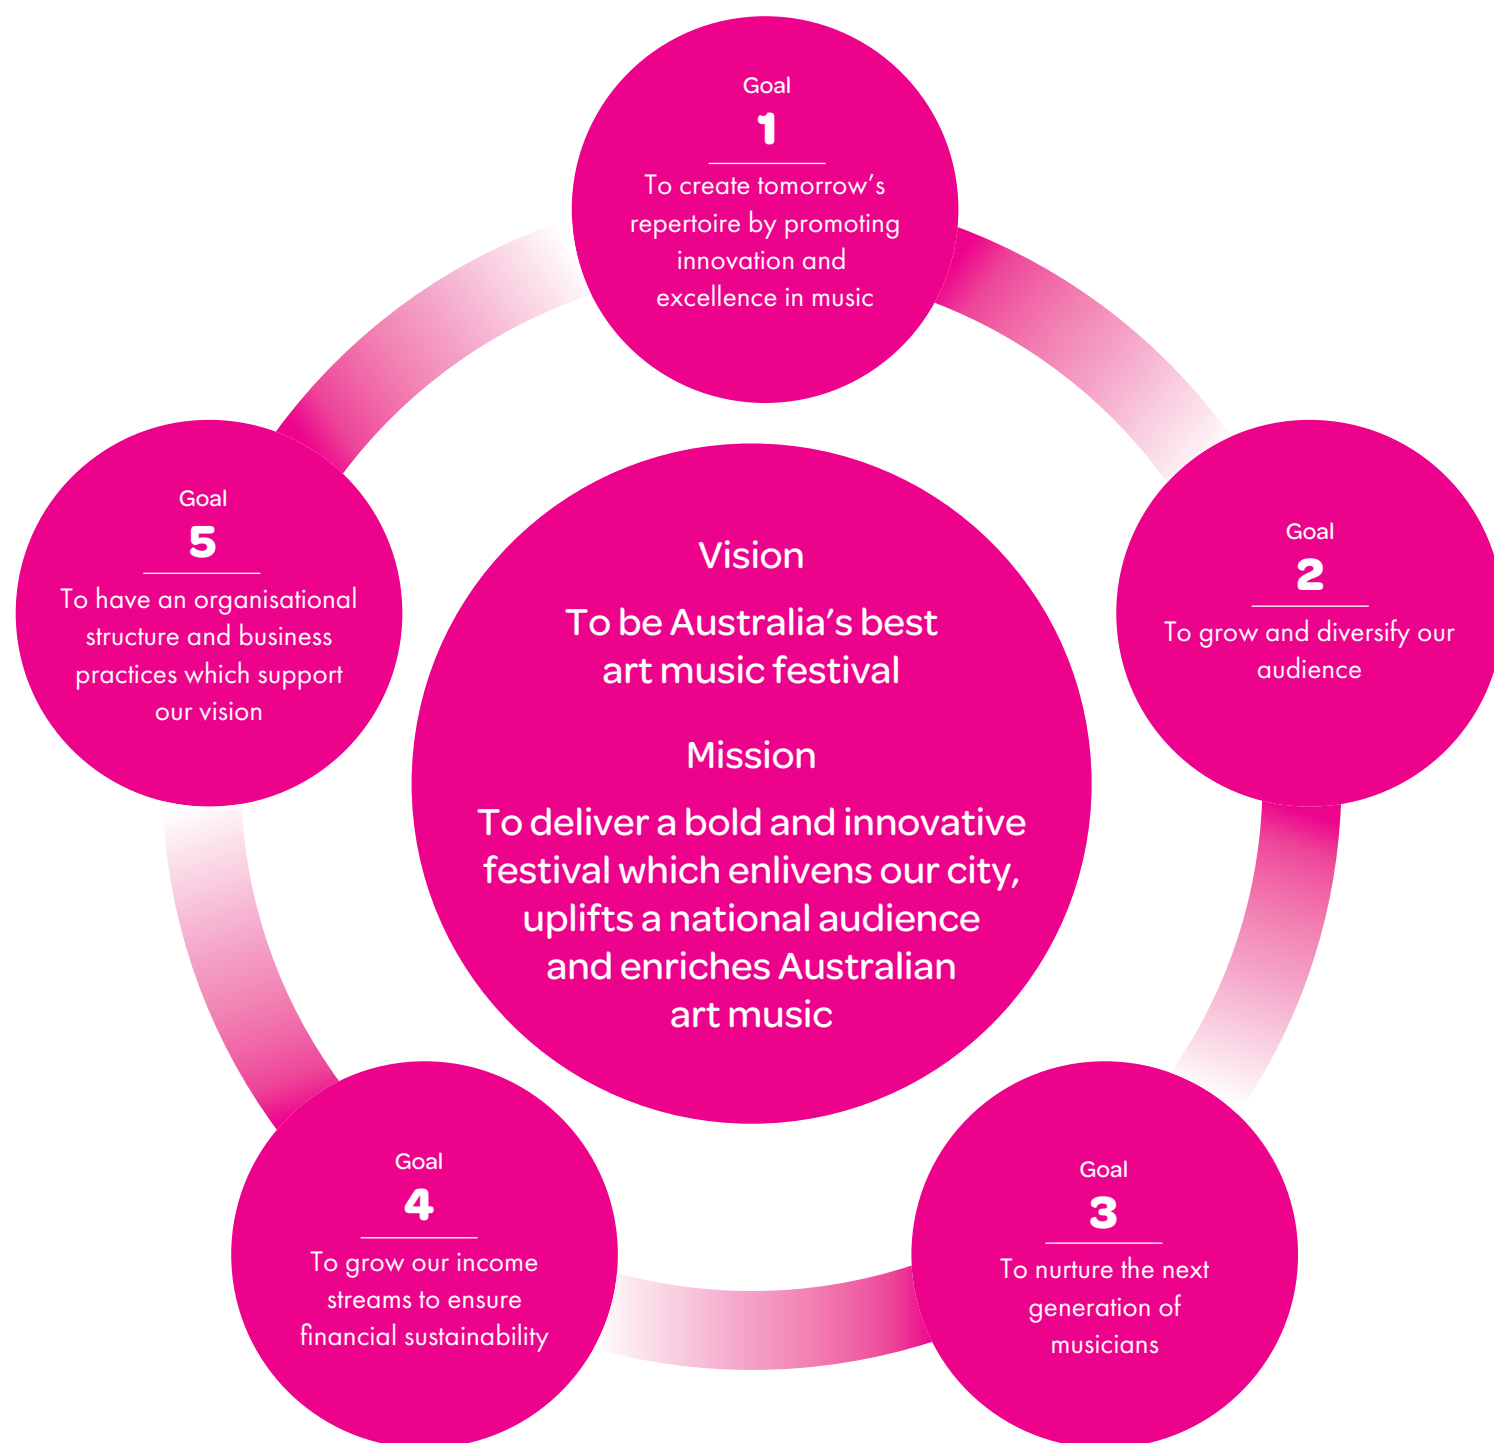 Goal
1
To create tomorrow's
repertoire by promoting
innovation and
excellence in music
Goal
2
To grow and diversify our
audience
Goal
3
To nurture the next
generation of
musicians
Goal
4
To grow our income
streams to ensure
financial sustainability
Goal
5
To have an organisational
structure and business
practices which support
our vision
Vision
To be Australia's best
art music festival
Mission
To deliver a bold and innovative
festival which enlivens our city,
uplifts a national audience
and enriches Australian
art music